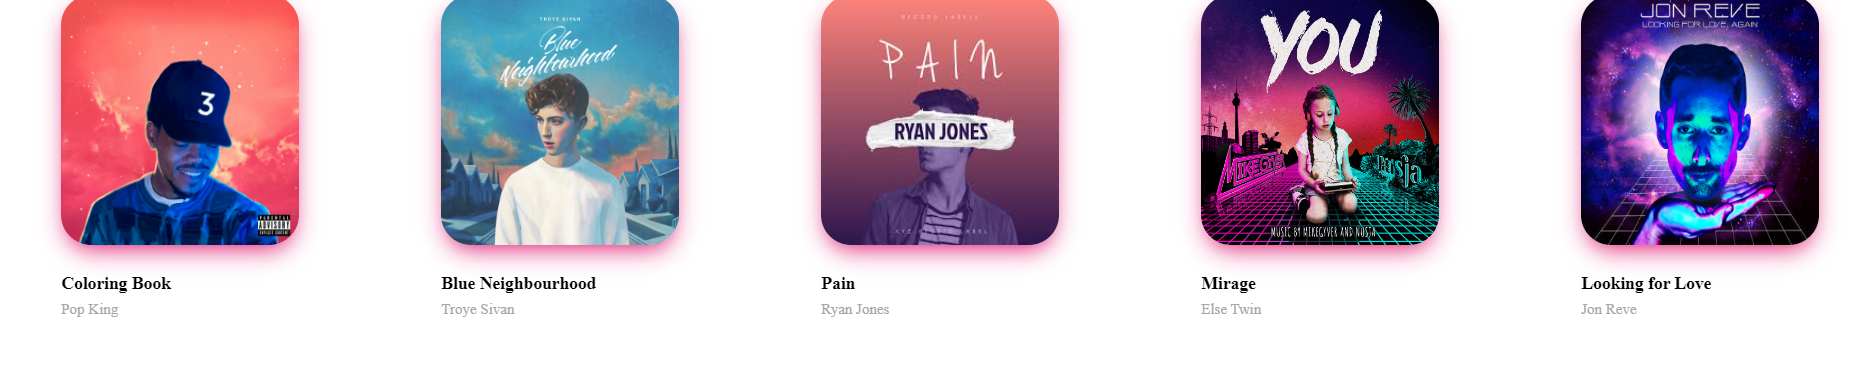 3
PARENTAL
ADVISORY
EXPLICIT CONTENT
Coloring Book
Pop King
TROYE SIVAN
Blue
Neighbourhood
Blue Neighbourhood
Troye Sivan
RECORD LABEL
PAIN
RYAN JONES
LABEL
Pain
Ryan Jones
YOU
MIKE
MUSIC BY MIKEGYVER AND NOSJA
Mirage
Else Twin
JON REVE
LOOKING FOR LOVE, AGAIN
Looking for Love
Jon Reve